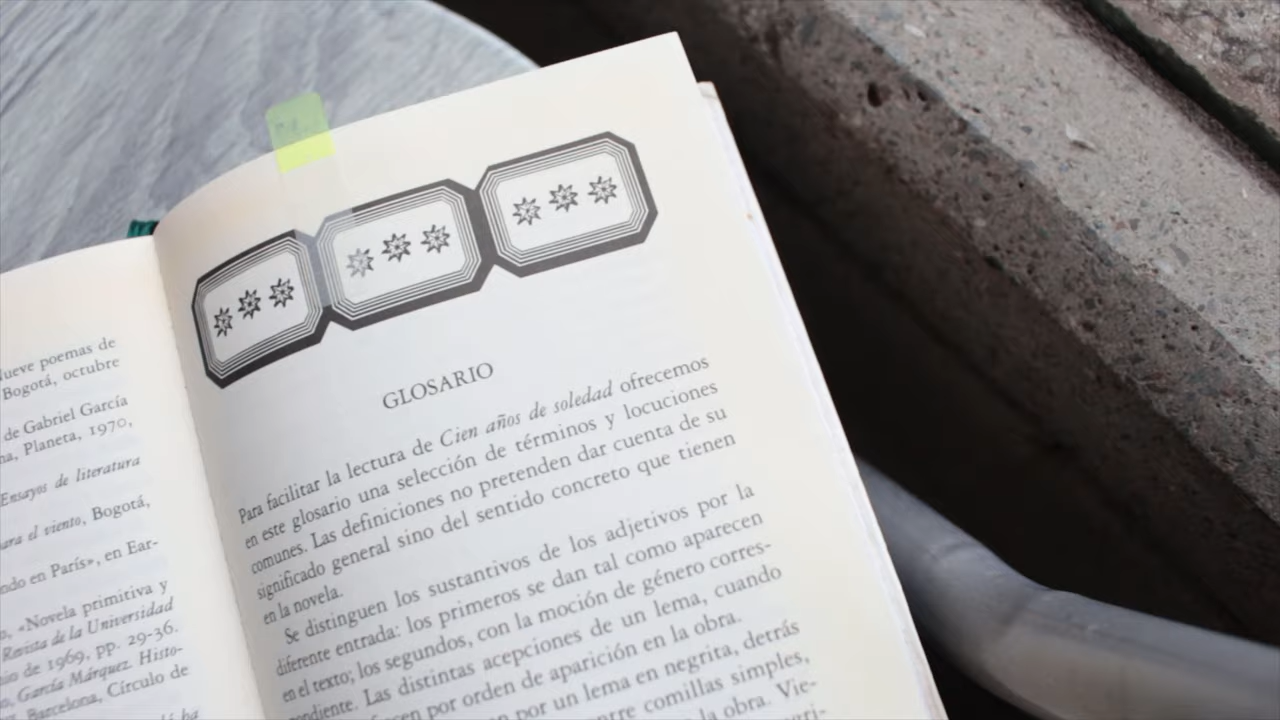 Nueve poemas de
Bogotá, octubre
de Gabriel García
Planeta, 1970,
Ensayos de literatura
para el viento, Bogotá,
en París», en Ear-
«Novela primitiva y
Revista de la Universidad
de 1969, pp. 29-36.
García Márquez. Histo-
Barcelona, Círculo de
GLOSARIO
Para facilitar la lectura de Cien años de soledad ofrecemos
en este glosario una selección de términos y locuciones
comunes. Las definiciones no pretenden dar cuenta de su
significado general sino del sentido concreto que tienen
en la novela.
Se distinguen los sustantivos de los adjetivos por la
diferente entrada: los primeros se dan tal como aparecen
en el texto; los segundos, con la moción de género corres-
pondiente. Las distintas acepciones de un lema, cuando
por orden de aparición en la obra.
por un lema en negrita, detrás
entre comillas simples,
la obra. Vie-